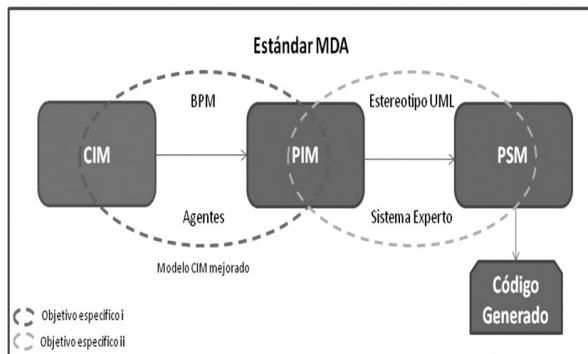 Estándar MDA
BPM
Estereotipo UML
CIM
PIM
PSM
Agentes
Sistema Experto
Modelo CIM mejorado
Código
Generado
Objetivo especifico i
Objetivo especifico ii